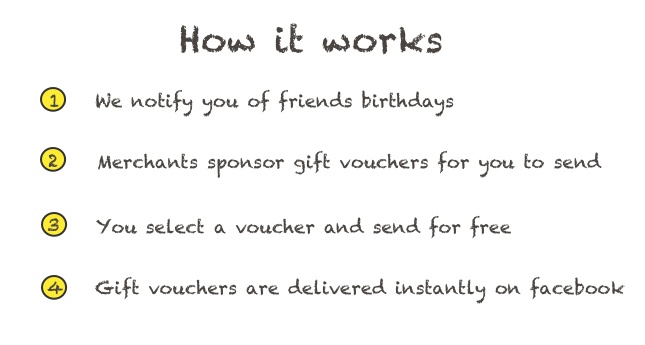 How it works
1 We notify you of friends birthdays
2 Merchants sponsor gift vouchers for you to send
3 You select a voucher and send for free
4 Gift vouchers are delivered instantly on facebook